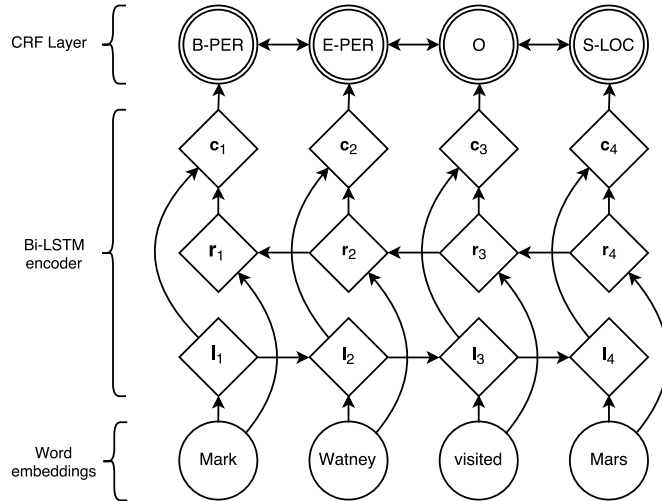 CRF Layer
B-PER
E-PER
O
S-LOC
c1
c2
c3
c4
Bi-LSTM
encoder
r1
r2
r3
r4
l1
l2
l3
l4
Word
embeddings
Mark
Watney
visited
Mars